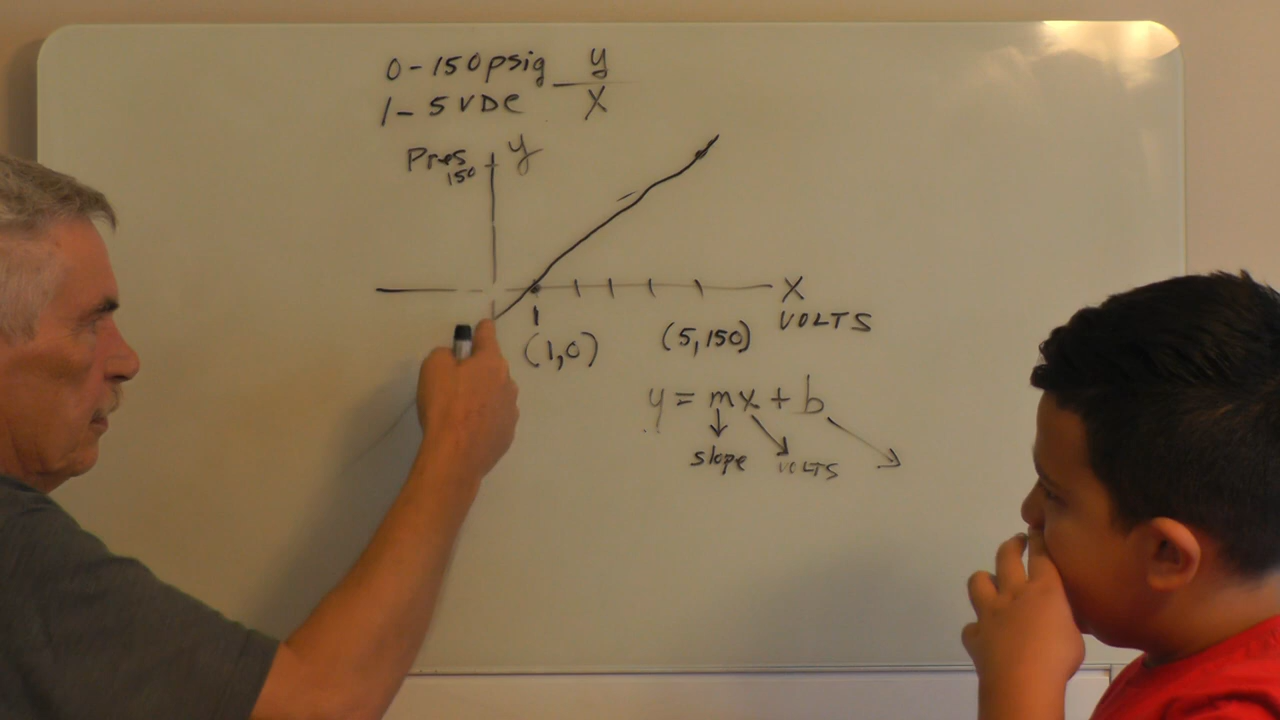 0-150psig y
1-5VDC X
Pres y
150
X
1 VOLTS
(1,0) (5,150)
y = mx + b
slope VOLTS